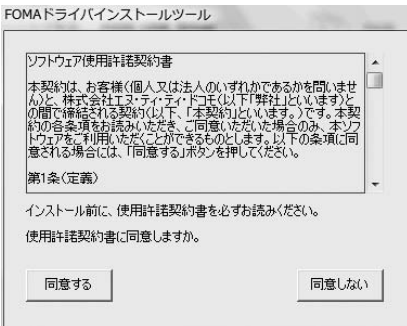 FOMAドライバインストールツール
ソフトウェア使用許諾契約書
本契約は、お客様(個人又は法人のいずれかであるかを問いませ
ん)と、株式会社エヌ・ティ・ティ・ドコモ(以下「弊社」といいます)と
の間で締結される契約(以下、「本契約」といいます。)です。本契
約の各条項をお読みいただき、ご同意いただいた場合のみ、本ソフ
トウェアをご利用いただくことができるものとします。以下の条項に同
意される場合には、「同意する」ボタンを押してください。
第1条(定義)
インストール前に、使用許諾契約書を必ずお読みください。
使用許諾契約書に同意しますか。
同意する
同意しない